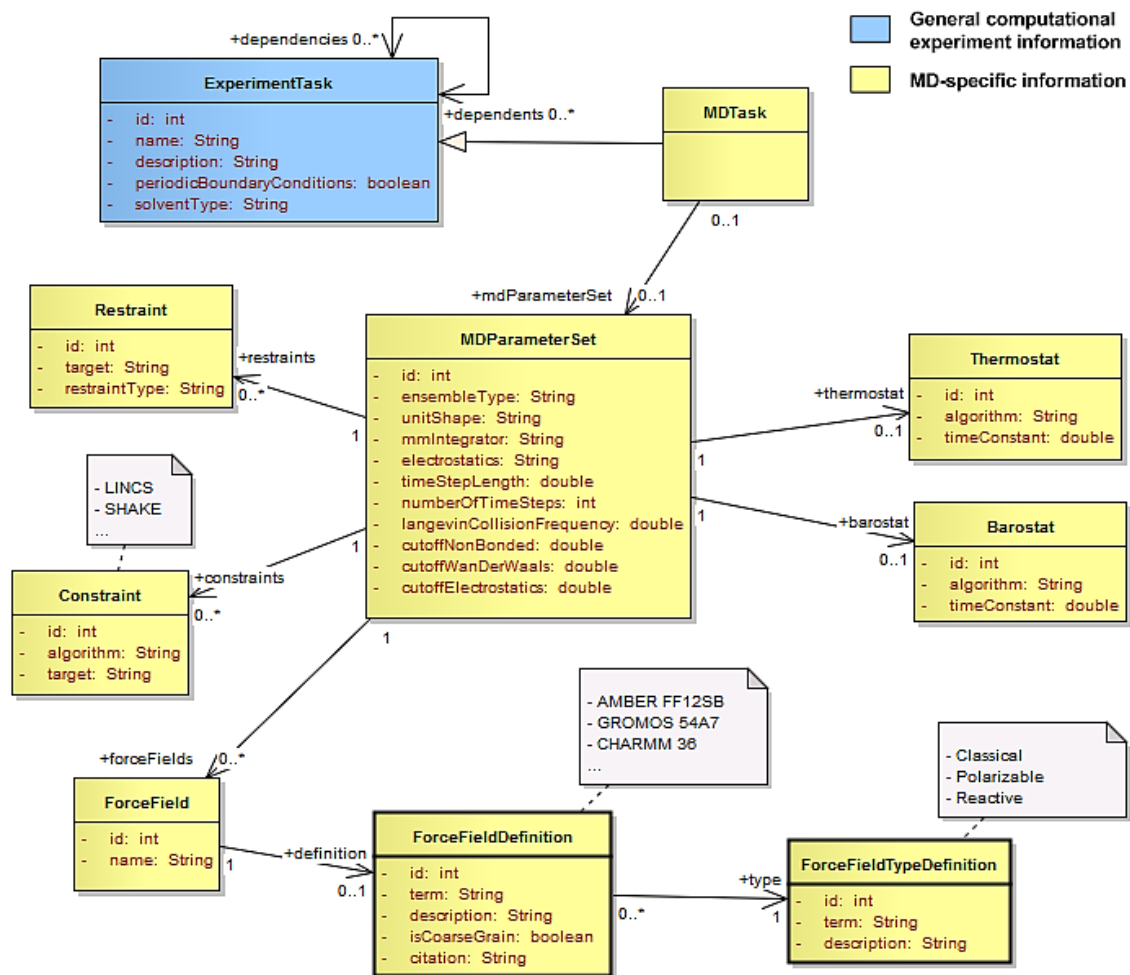 General computational
experiment information
MD-specific information
+dependencies 0..*
ExperimentTask
- id: int
- name: String
- description: String
- periodicBoundaryConditions: boolean
- solventType: String
+dependents 0..*
MDTask
0..1
+mdParameterSet
0..1
Restraint
- id: int
- target: String
- restraintType: String
+restraints
0..*
1
MDParameterSet
- id: int
- ensembleType: String
- unitShape: String
- mmIntegrator: String
- electrostatics: String
- timeStepLength: double
- numberOfTimeSteps: int
- langevinCollisionFrequency: double
- cutoffNonBonded: double
- cutoffWanDerWaals: double
- cutoffElectrostatics: double
+thermostat
0..1
1
Thermostat
- id: int
- algorithm: String
- timeConstant: double
1
+barostat
0..1
Barostat
- id: int
- algorithm: String
- timeConstant: double
- LINCS
- SHAKE
...
1
+constraints
0..*
Constraint
- id: int
- algorithm: String
- target: String
1
+forceFields
0..*
ForceField
- id: int
- name: String
1
+definition
0..1
- AMBER FF12SB
- GROMOS 54A7
- CHARMM 36
...
ForceFieldDefinition
- id: int
- term: String
- description: String
- isCoarseGrain: boolean
- citation: String
0..*
+type
1
- Classical
- Polarizable
- Reactive
ForceFieldTypeDefinition
- id: int
- term: String
- description: String